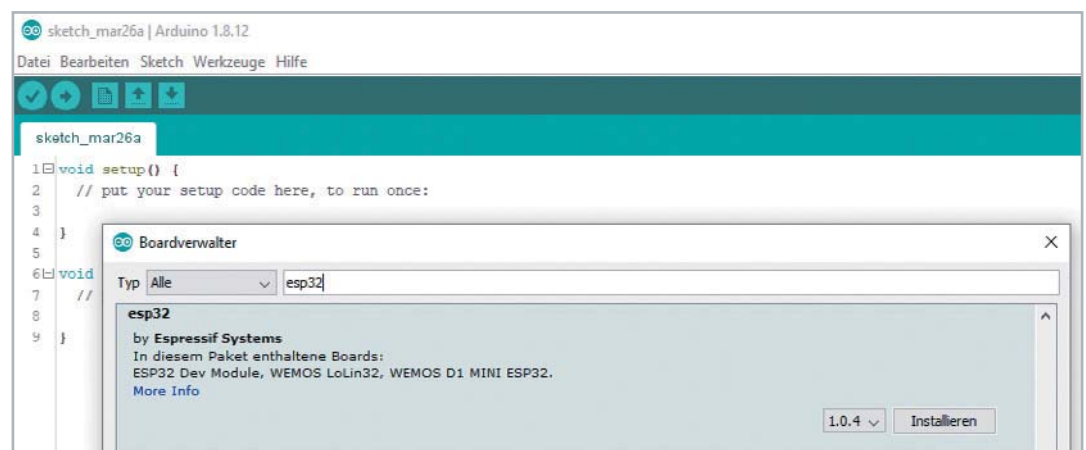 sketch_mar26a | Arduino 1.8.12
Datei Bearbeiten Sketch Werkzeuge Hilfe
sketch_mar26a
1 void setup() {
2 // put your setup code here, to run once:
3
4 }
5
6 void
7 //
8
9 }
Boardverwalter
Typ Alle esp32
esp32
by Espressif Systems
In diesem Paket enthaltene Boards:
ESP32 Dev Module, WEMOS LoLin32, WEMOS D1 MINI ESP32.
More Info
1.0.4 Installieren